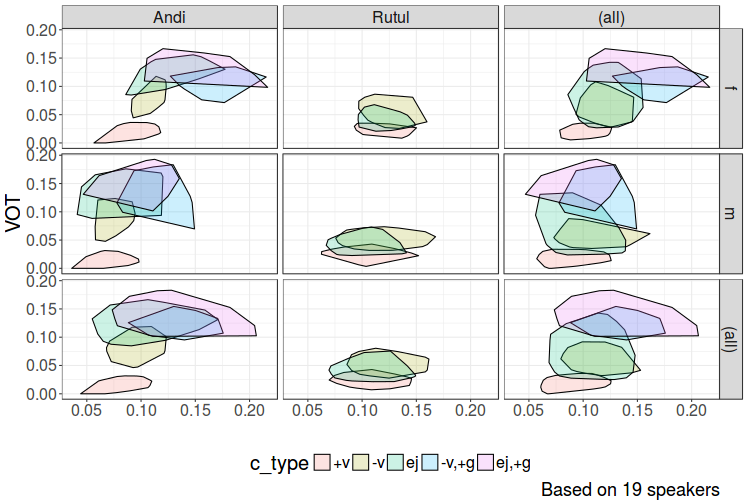 Andi Rutul (all)
0.20
0.15
0.10
0.05
0.00
f
0.20
0.15
0.10
0.05
0.00
m
VOT
0.20
0.15
0.10
0.05
0.00
(all)
0.05 0.10 0.15 0.20 0.05 0.10 0.15 0.20 0.05 0.10 0.15 0.20
c_type +v -v ej -v,+g ej,+g
Based on 19 speakers